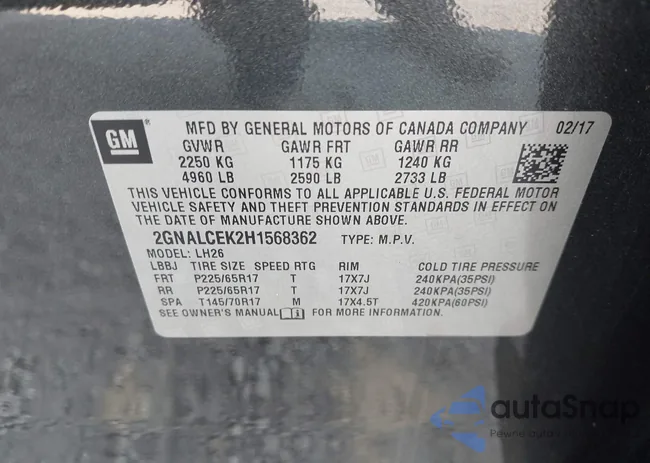 GM
MFD BY GENERAL MOTORS OF CANADA COMPANY 02/17
GVWR GAWR FRT GAWR RR
2250 KG 1175 KG 1240 KG
4960 LB 2590 LB 2733 LB
THIS VEHICLE CONFORMS TO ALL APPLICABLE U.S. FEDERAL MOTOR
VEHICLE SAFETY AND THEFT PREVENTION STANDARDS IN EFFECT ON
THE DATE OF MANUFACTURE SHOWN ABOVE.
2GNALCEK2H1568362 TYPE: M.P.V.
MODEL: LH26
LBBJ TIRE SIZE SPEED RTG RIM COLD TIRE PRESSURE
FRT P225/65R17 T 17X7J 240KPA(35PSI)
RR P225/65R17 T 17X7J 240KPA(35PSI)
SPA T145/70R17 M 17X4.5T 420KPA(60PSI)
SEE OWNER'S MANUAL FOR MORE INFORMATION.
autaSnap
Pewne auto